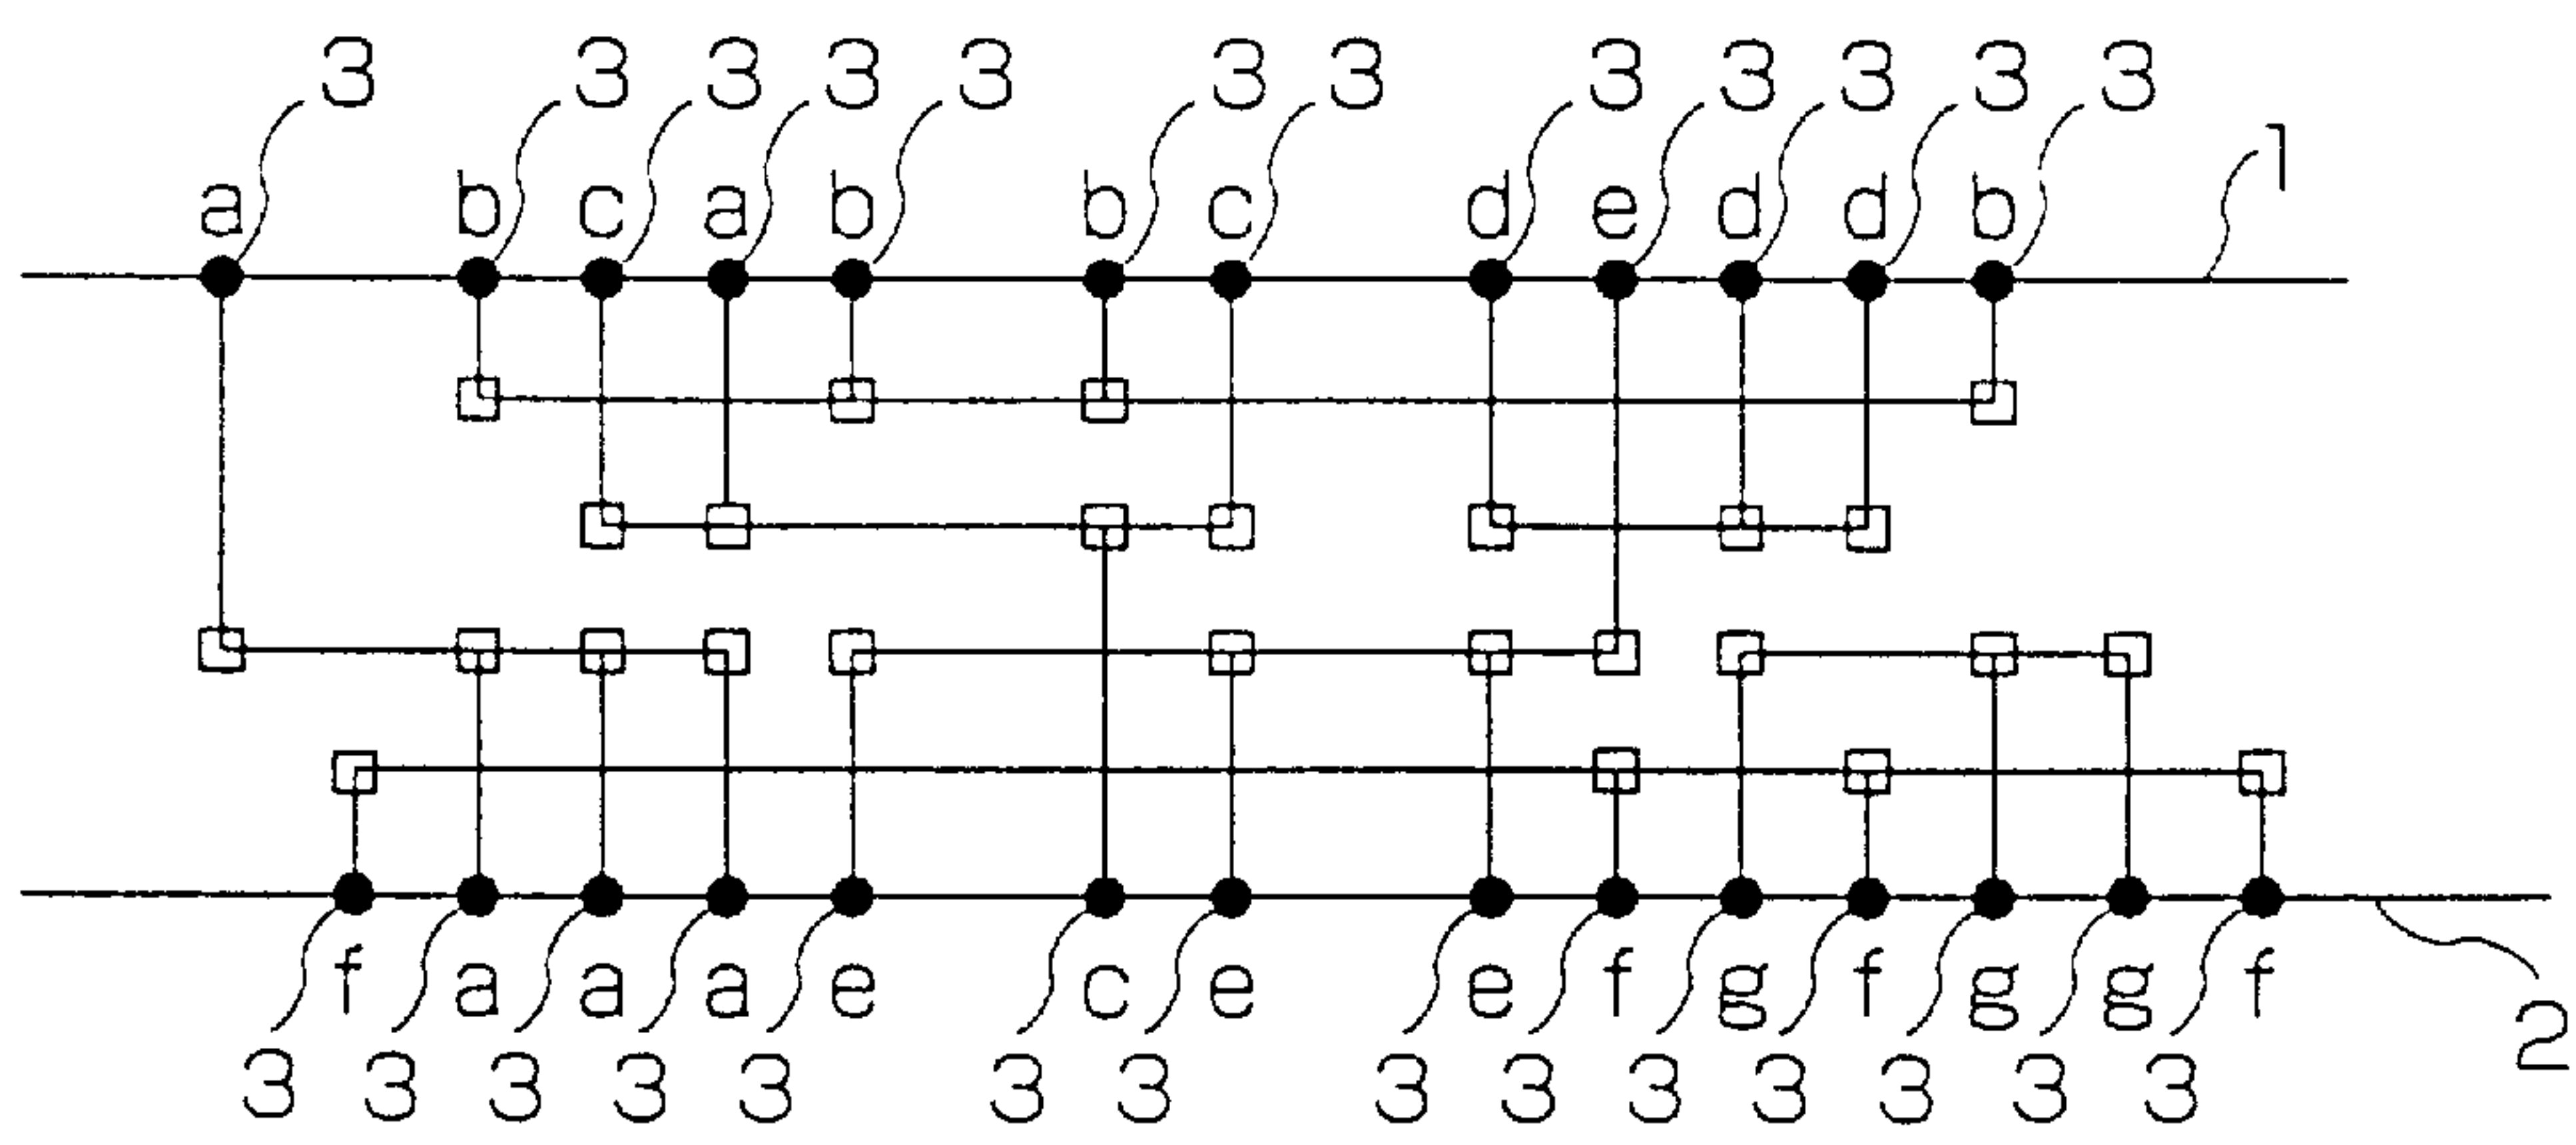 3 3 3 3 3 3 3 3 3 3 3 3
1
a b c a b b c d e d d b
f a a a e c e e f g f g g f
2
3 3 3 3 3 3 3 3 3 3 3 3 3 3